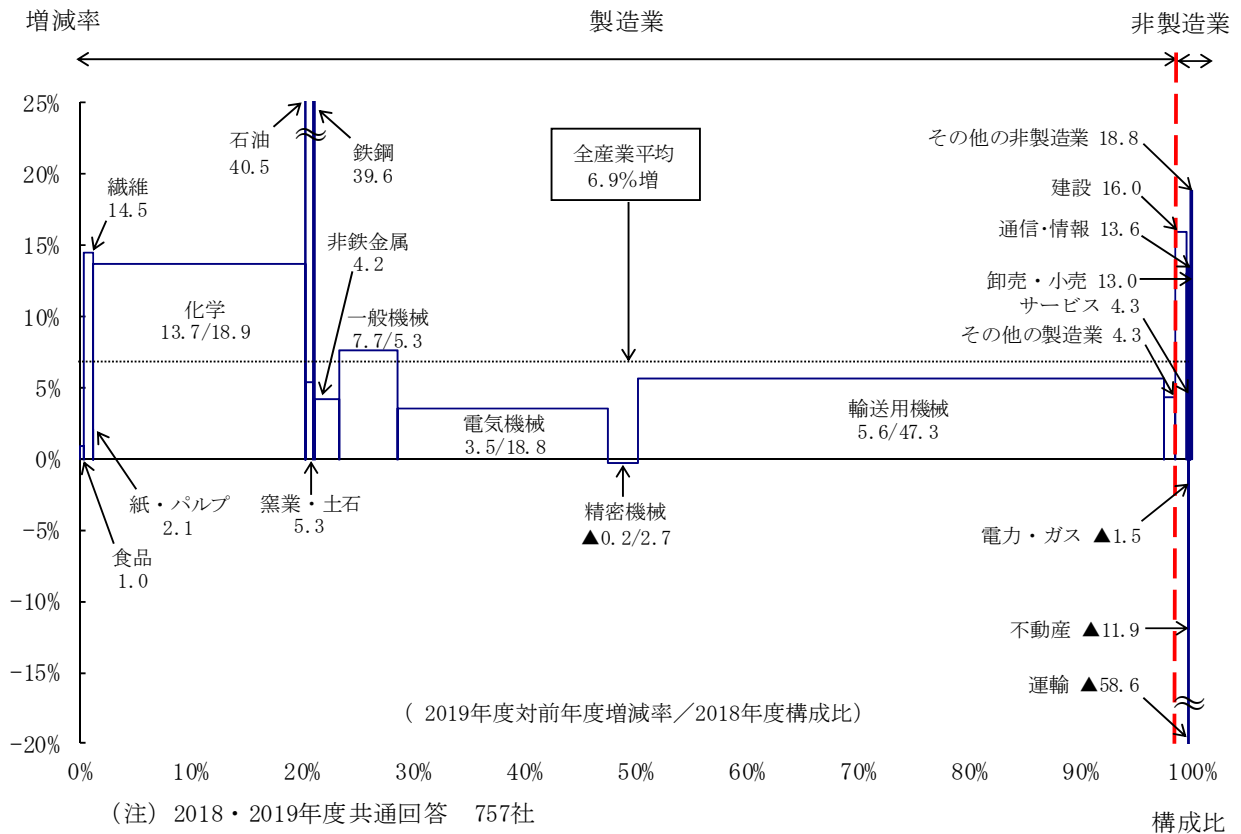 増減率
製造業
非製造業
25%
20%
15%
10%
5%
0%
-5%
-10%
-15%
-20%
繊維
14.5
石油
40.5
鉄鋼
39.6
全産業平均
6.9%増
その他の非製造業 18.8
建設 16.0
通信・情報 13.6
卸売・小売 13.0
サービス 4.3
その他の製造業 4.3
非鉄金属
4.2
化学
13.7/18.9
一般機械
7.7/5.3
電気機械
3.5/18.8
輸送用機械
5.6/47.3
紙・パルプ
2.1
食品
1.0
窯業・土石
5.3
精密機械
▲0.2/2.7
電力・ガス ▲1.5
不動産 ▲11.9
運輸 ▲58.6
( 2019年度対前年度増減率／2018年度構成比)
0% 10% 20% 30% 40% 50% 60% 70% 80% 90% 100%
(注) 2018・2019年度共通回答 757社
構成比